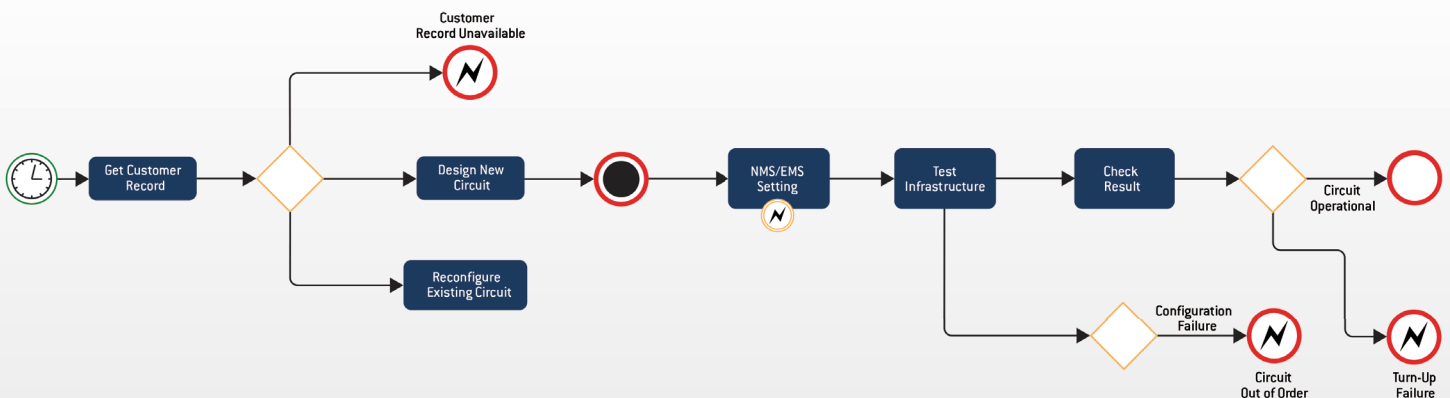 Customer
Record Unavailable
Get Customer
Record
Design New
Circuit
Reconfigure
Existing Circuit
NMS/EMS
Setting
Test
Infrastructure
Check
Result
Circuit
Operational
Configuration
Failure
Circuit
Out of Order
Turn-Up
Failure